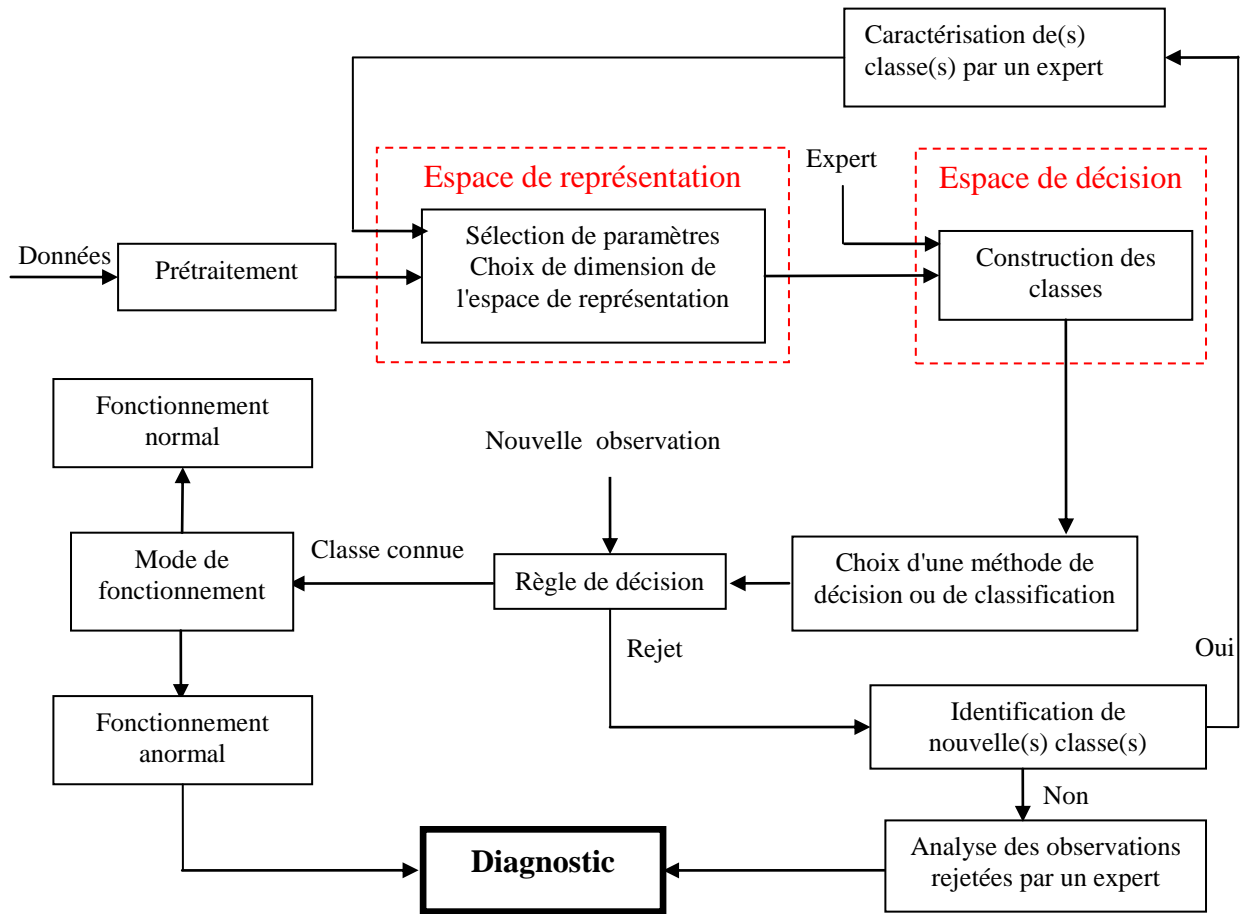 Caractérisation de(s)
classe(s) par un expert
Expert
Espace de représentation
Espace de décision
Données
Prétraitement
Sélection de paramètres
Choix de dimension de
l'espace de représentation
Construction des
classes
Fonctionnement
normal
Nouvelle observation
Mode de
fonctionnement
Classe connue
Règle de décision
Choix d'une méthode de
décision ou de classification
Rejet
Oui
Fonctionnement
anormal
Identification de
nouvelle(s) classe(s)
Non
Diagnostic
Analyse des observations
rejetées par un expert